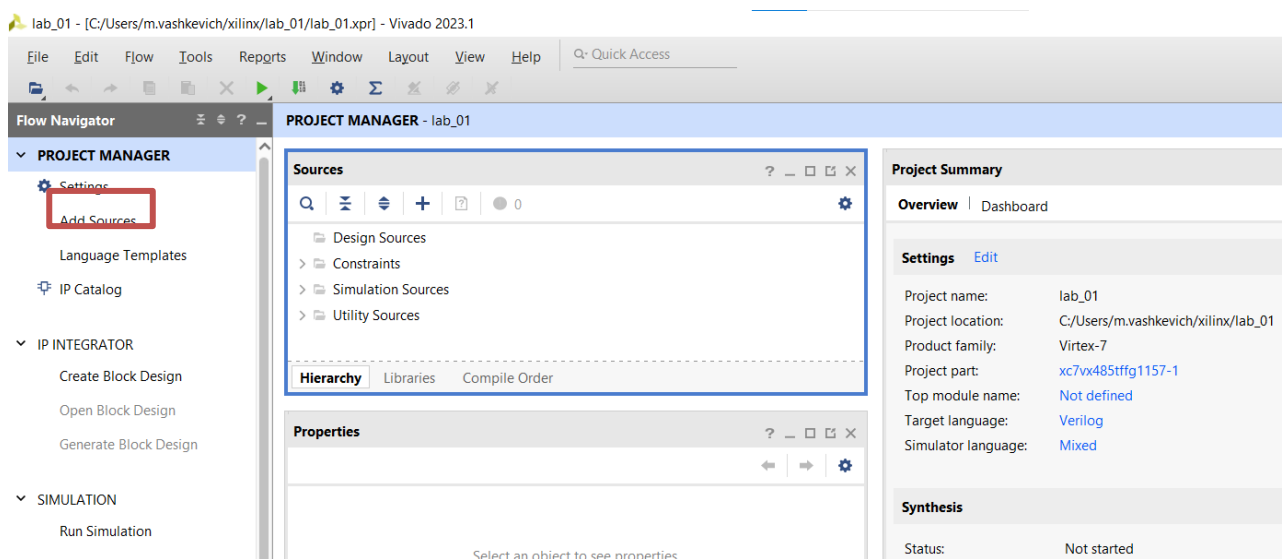 lab_01 - [C:/Users/m.vashkevich/xilinx/lab_01/lab_01.xpr] - Vivado 2023.1
File Edit Flow Tools Reports Window Layout View Help Quick Access
Flow Navigator
PROJECT MANAGER
Settings
Add Sources
Language Templates
IP Catalog
IP INTEGRATOR
Create Block Design
Open Block Design
Generate Block Design
SIMULATION
Run Simulation
PROJECT MANAGER - lab_01
Sources
0
Design Sources
Constraints
Simulation Sources
Utility Sources
Hierarchy Libraries Compile Order
Properties
Select an object to see properties
Project Summary
Overview Dashboard
Settings Edit
Project name: lab_01
Project location: C:/Users/m.vashkevich/xilinx/lab_01
Product family: Virtex-7
Project part: xc7vx485tffg1157-1
Top module name: Not defined
Target language: Verilog
Simulator language: Mixed
Synthesis
Status: Not started